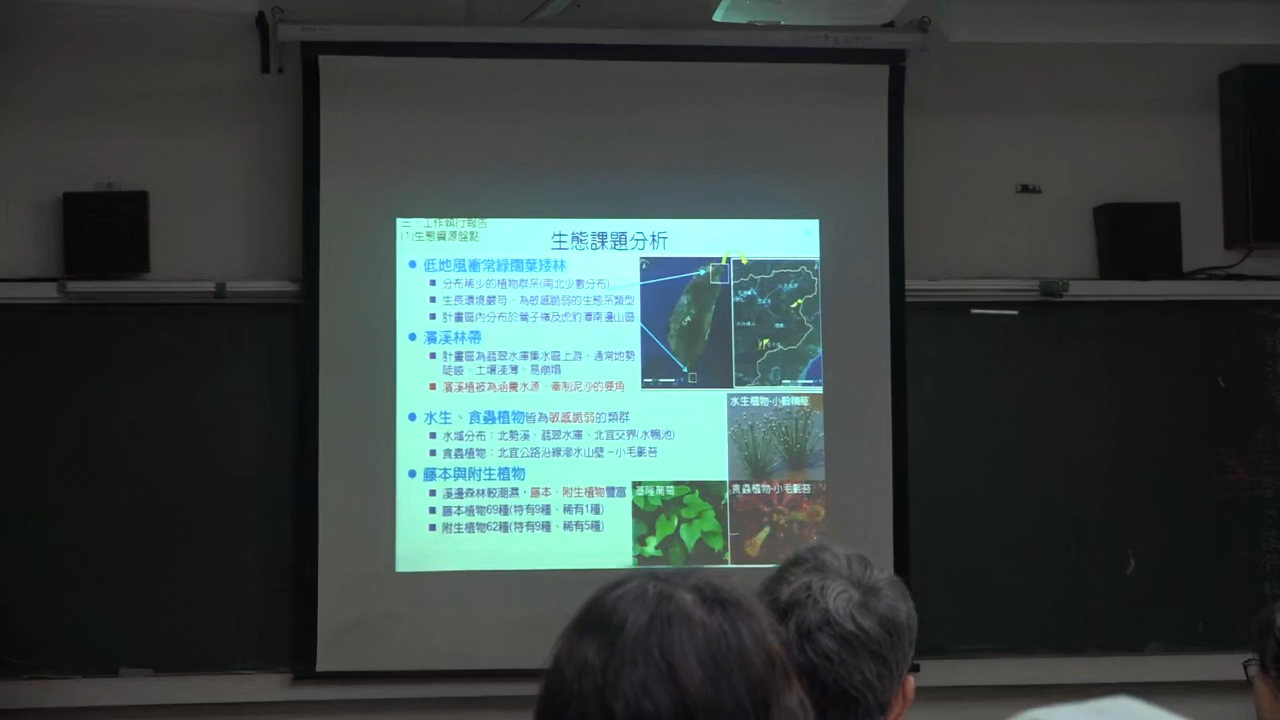 三、工作執行報告
(1)生態資源盤點
生態課題分析
低地風衝常綠闊葉矮林
分布稀少的植物群系(南北少數分布)
生長環境嚴苛，為敏感脆弱的生態系類型
計畫區內分布於鶯子嶺及虎豹潭南邊山區
濱溪林帶
計畫區為翡翠水庫集水區上游，通常地勢
陡峻、土壤淺薄、易崩塌
濱溪植被為涵養水源、牽制泥沙的要角
水生、食蟲植物皆為敏感脆弱的類群
水域分布：北勢溪、翡翠水庫、北宜交界(水鴨池)
食蟲植物：北宜公路沿線滲水山壁－小毛氈苔
藤本與附生植物
溪邊森林較潮濕，藤本、附生植物豐富
藤本植物69種(特有9種、稀有1種)
附生植物62種(特有9種、稀有5種)
水生植物-小穀精草
基隆葡萄
食蟲植物-小毛氈苔